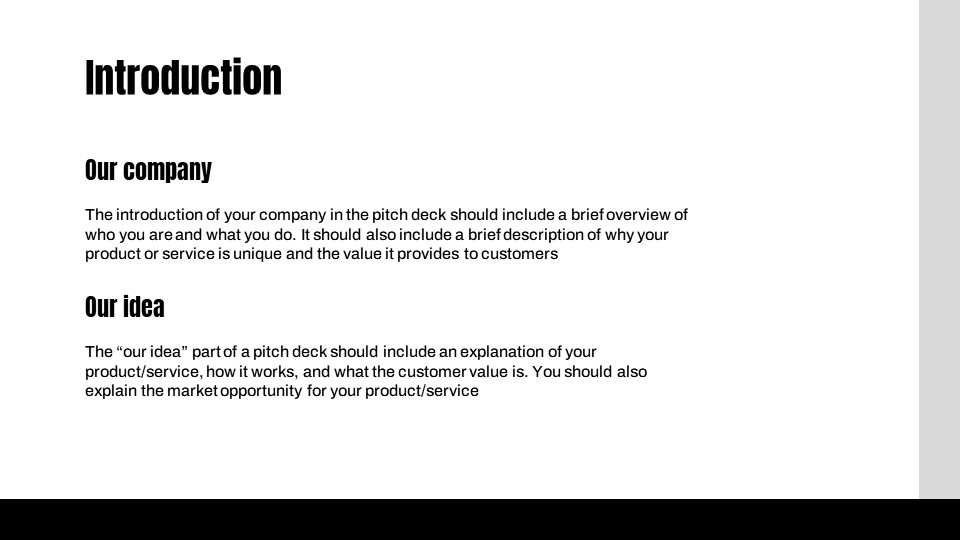 Introduction
Our company
The introduction of your company in the pitch deck should include a brief overview of
who you are and what you do. It should also include a brief description of why your
product or service is unique and the value it provides to customers
Our idea
The “our idea” part of a pitch deck should include an explanation of your
product/service, how it works, and what the customer value is. You should also
explain the market opportunity for your product/service